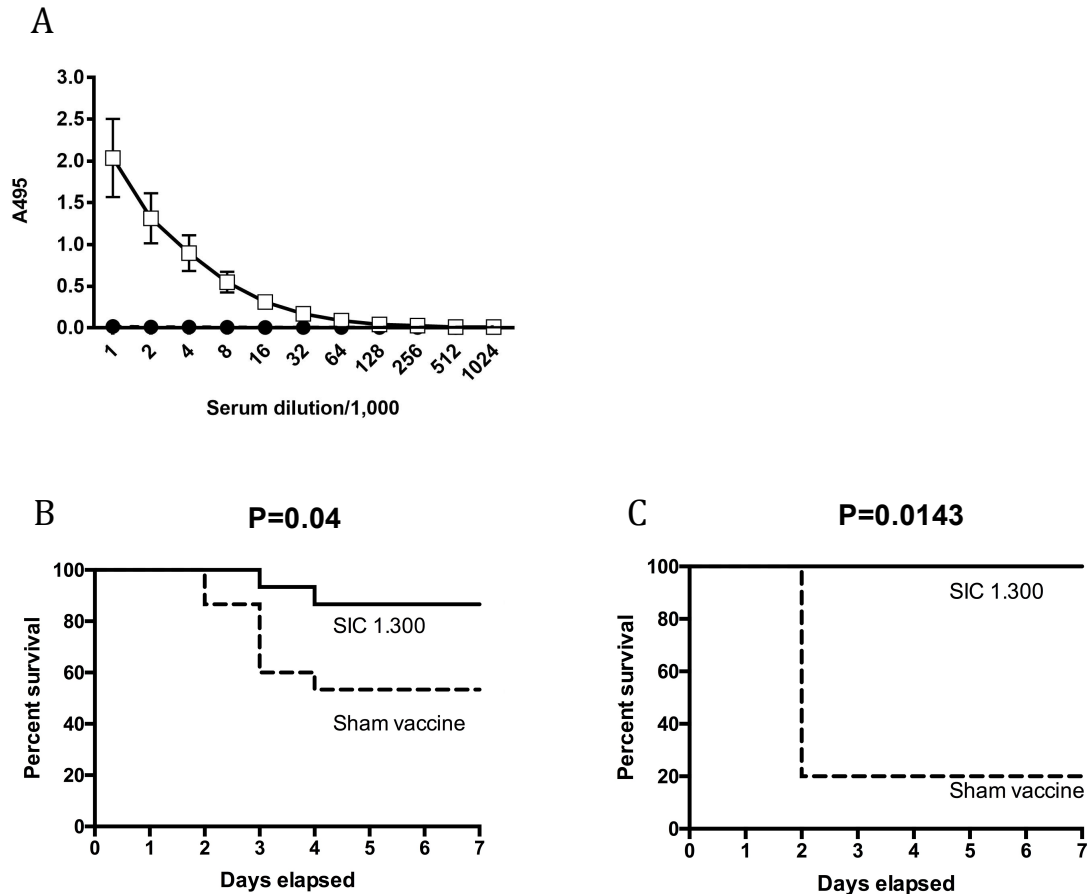 A
3.0
2.5
2.0
1.5
1.0
0.5
0.0
A495
1 2 4 8 16 32 64 128 256 512 1024
Serum dilution/1,000
B
P=0.04
100
80
60
40
20
0
Percent survival
SIC 1.300
Sham vaccine
0 1 2 3 4 5 6 7
Days elapsed
C
P=0.0143
100
80
60
40
20
0
Percent survival
SIC 1.300
Sham vaccine
0 1 2 3 4 5 6 7
Days elapsed